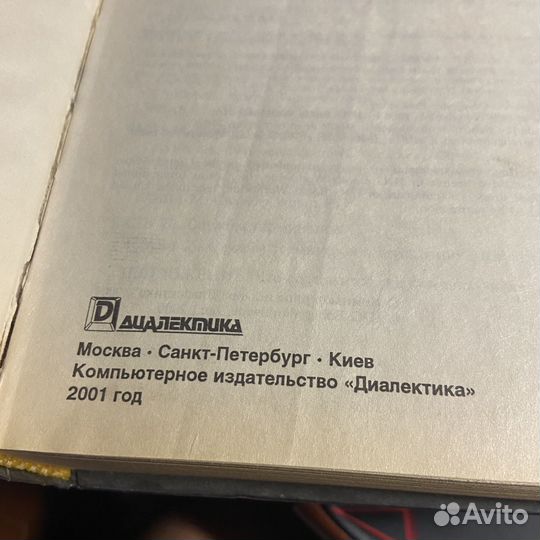 D ДИАЛЕКТИКА
Москва · Санкт-Петербург · Киев
Компьютерное издательство «Диалектика»
2001 год
Avito